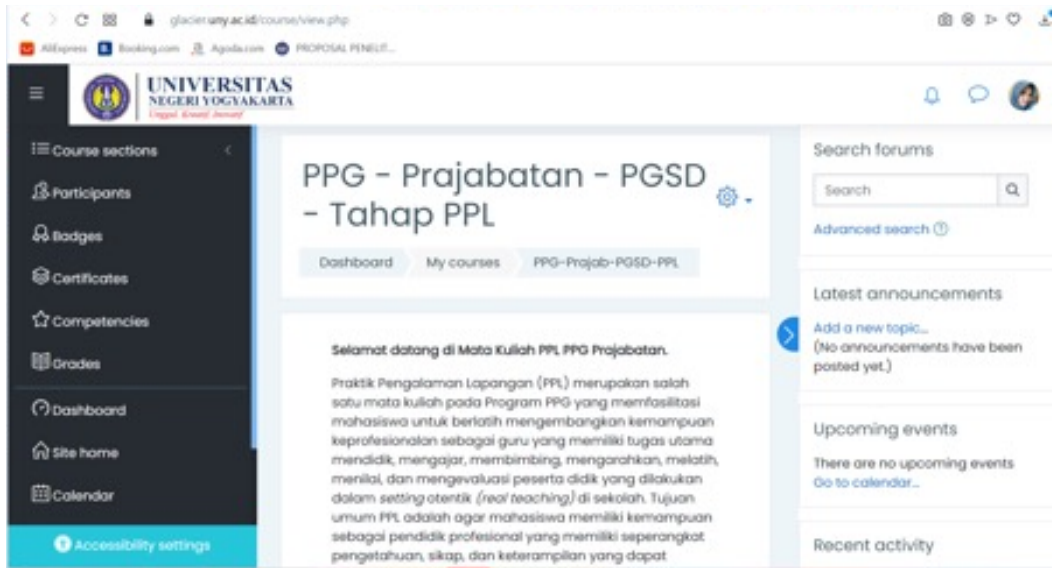 glacier.uny.ac.id/course/view.php
AliExpress Booking.com Agoda.com PROPOSAL PENELIT...
UNIVERSITAS
NEGERI YOGYAKARTA
Unggul, Kreatif, Inovatif
Course sections
Participants
Badges
Certificates
Competencies
Grades
Dashboard
Site home
Calendar
Accessibility settings
PPG - Prajabatan - PGSD
- Tahap PPL
Dashboard My courses PPG-Prajab-PGSD-PPL
Selamat datang di Mata Kuliah PPL PPG Prajabatan.
Praktik Pengalaman Lapangan (PPL) merupakan salah
satu mata kuliah pada Program PPG yang memfasilitasi
mahasiswa untuk berlatih mengembangkan kemampuan
keprofesionalan sebagai guru yang memiliki tugas utama
mendidik, mengajar, membimbing, mengarahkan, melatih,
menilai, dan mengevaluasi peserta didik yang dilakukan
dalam setting otentik (real teaching) di sekolah. Tujuan
umum PPL adalah agar mahasiswa memiliki kemampuan
sebagai pendidik profesional yang memiliki seperangkat
pengetahuan, sikap, dan keterampilan yang dapat
Search forums
Search
Advanced search
Latest announcements
Add a new topic...
(No announcements have been
posted yet.)
Upcoming events
There are no upcoming events
Go to calendar...
Recent activity